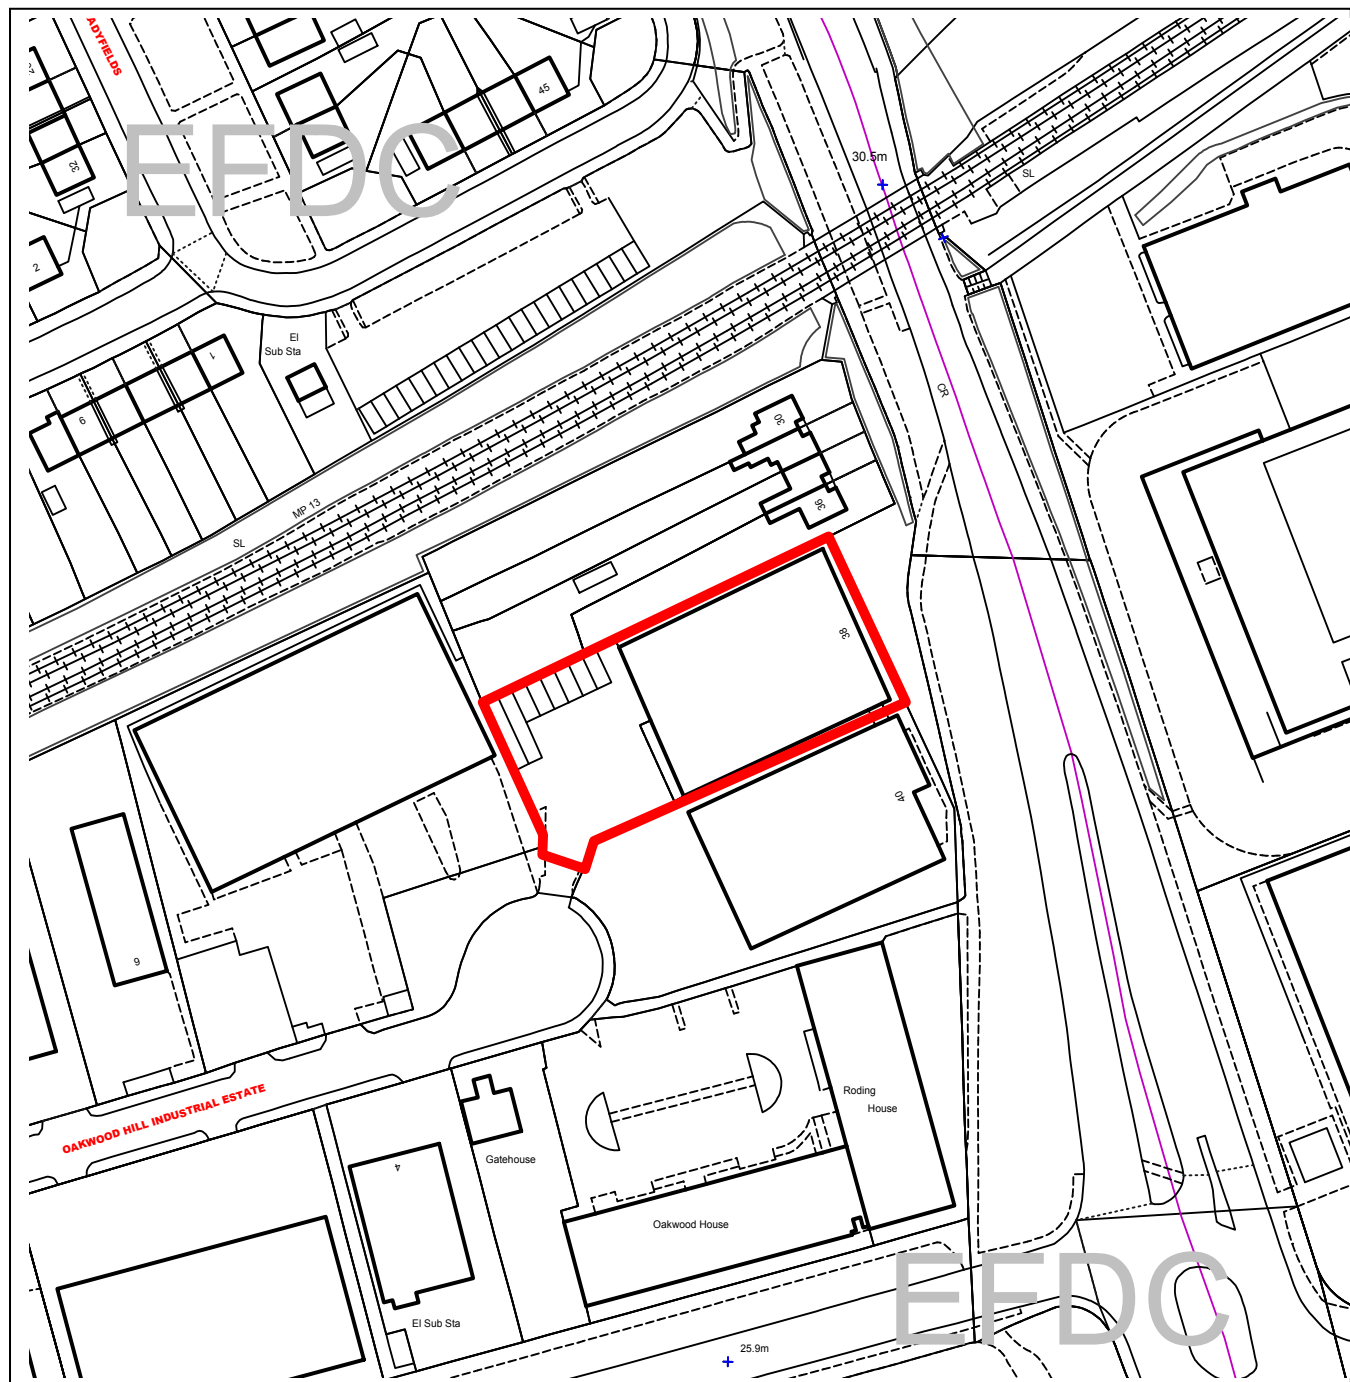 ADYFIELDS
45
EFDC
32
30.5m
SL
2
El
Sub Sta
1
9
CR
30
36
MP 13
SL
38
40
6
OAKWOOD HILL INDUSTRIAL ESTATE
Roding
House
Gatehouse
4
Oakwood House
EFDC
El Sub Sta
25.9m